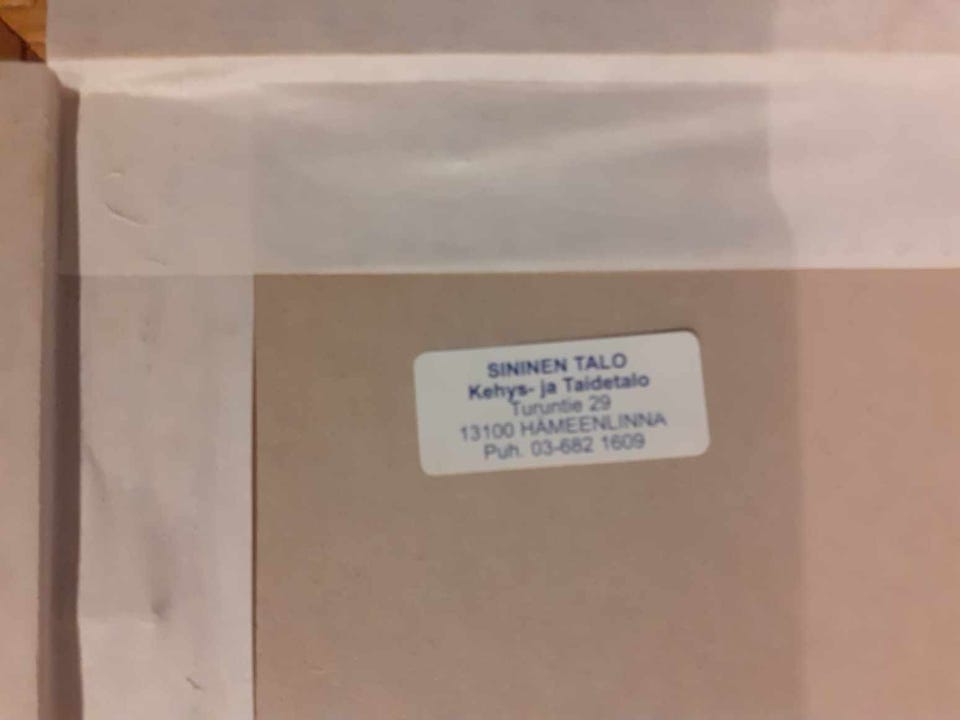 SININEN TALO
Kehys- ja Taidetalo
Turuntie 29
13100 HÄMEENLINNA
Puh. 03-682 1609